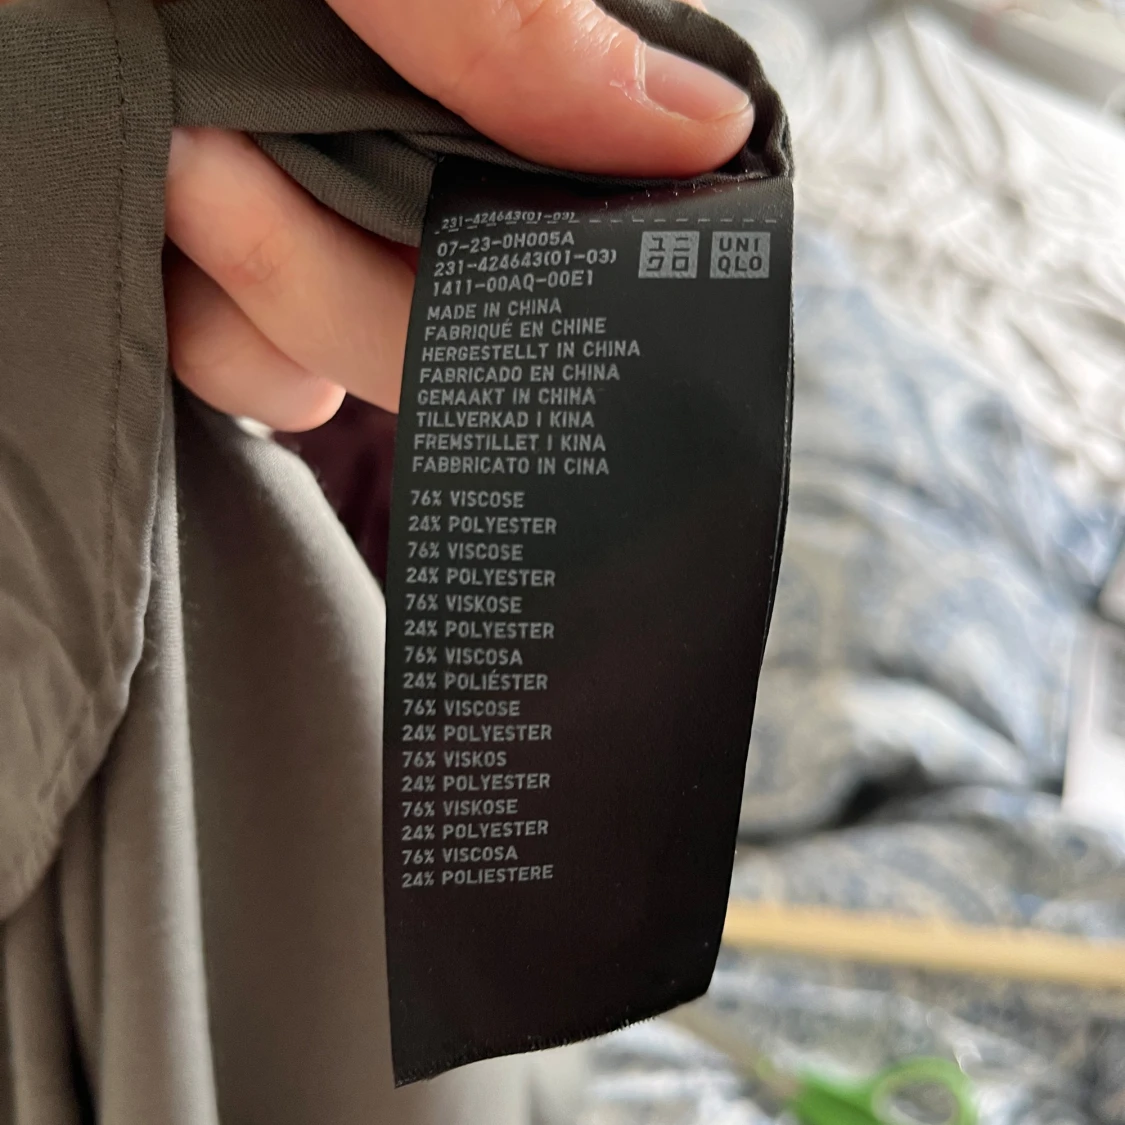 231-424643(01-03)
07-23-0H005A
231-424643(01-03)
1411-00AQ-00E1
ユニ
クロ
UNI
QLO
MADE IN CHINA
FABRIQUÉ EN CHINE
HERGESTELLT IN CHINA
FABRICADO EN CHINA
GEMAAKT IN CHINA
TILLVERKAD I KINA
FREMSTILLET I KINA
FABBRICATO IN CINA
76% VISCOSE
24% POLYESTER
76% VISCOSE
24% POLYESTER
76% VISKOSE
24% POLYESTER
76% VISCOSA
24% POLIÉSTER
76% VISCOSE
24% POLYESTER
76% VISKOS
24% POLYESTER
76% VISKOSE
24% POLYESTER
76% VISCOSA
24% POLIESTERE